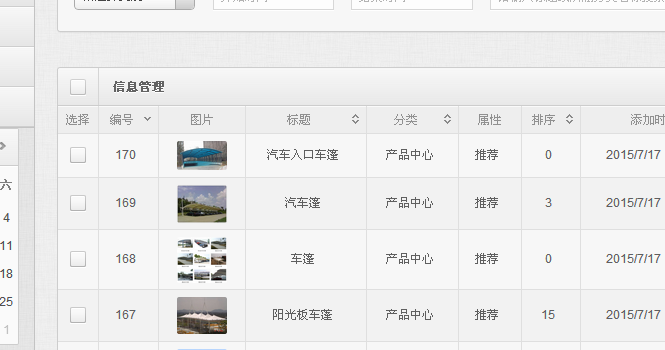 信息管理
选择 编号 图片 标题 分类 属性 排序 添加时
170 汽车入口车篷 产品中心 推荐 0 2015/7/17
六
169 汽车篷 产品中心 推荐 3 2015/7/17
4
11
168 车篷 产品中心 推荐 0 2015/7/17
18
25
167 阳光板车篷 产品中心 推荐 15 2015/7/17
1